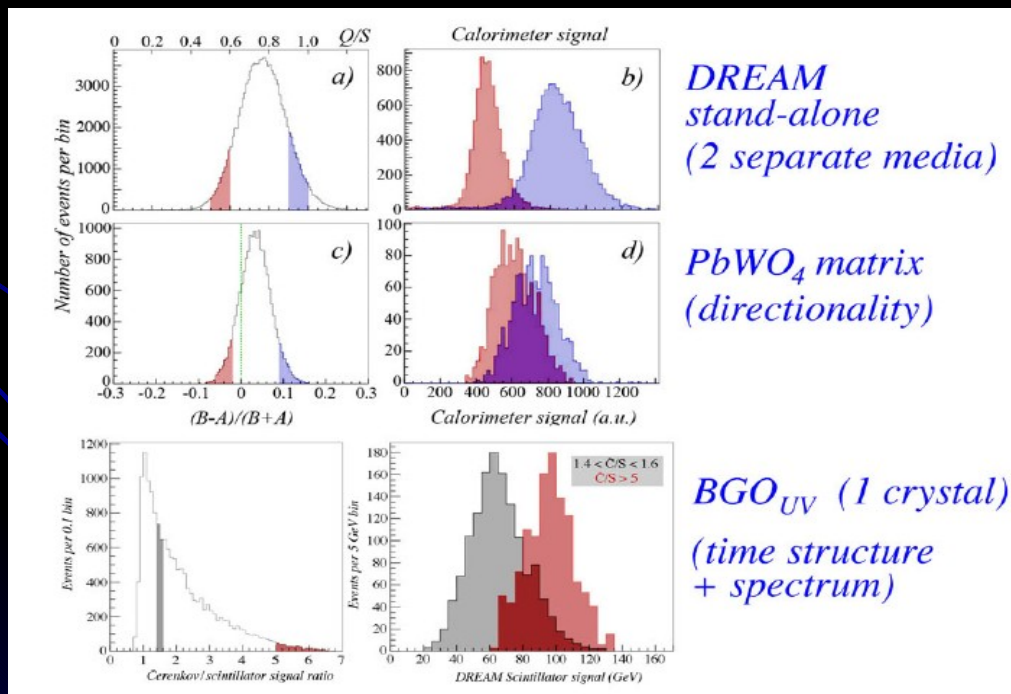 0 0.2 0.4 0.6 0.8 1.0 Q/S
Calorimeter signal
a)
b)
3000
2000
1000
0
800
600
400
200
0
Number of events per bin
DREAM
stand-alone
(2 separate media)
c)
d)
1000
800
600
400
200
0
100
80
60
40
20
0
-0.3 -0.2 -0.1 0 0.1 0.2 0.3
0 200 400 600 800 1000 1200
(B-A)/(B+A)
Calorimeter signal (a.u.)
PbWO4 matrix
(directionality)
1200
1000
800
600
400
200
0
Events per 0.1 bin
1 2 3 4 5 6 7
Cerenkov/scintillator signal ratio
180
160
140
120
100
80
60
40
20
0
Events per 5 GeV bin
1.4 < Č/S < 1.6
Č/S > 5
0 20 40 60 80 100 120 140 160
DREAM Scintillator signal (GeV)
BGOUV (1 crystal)
(time structure
+ spectrum)